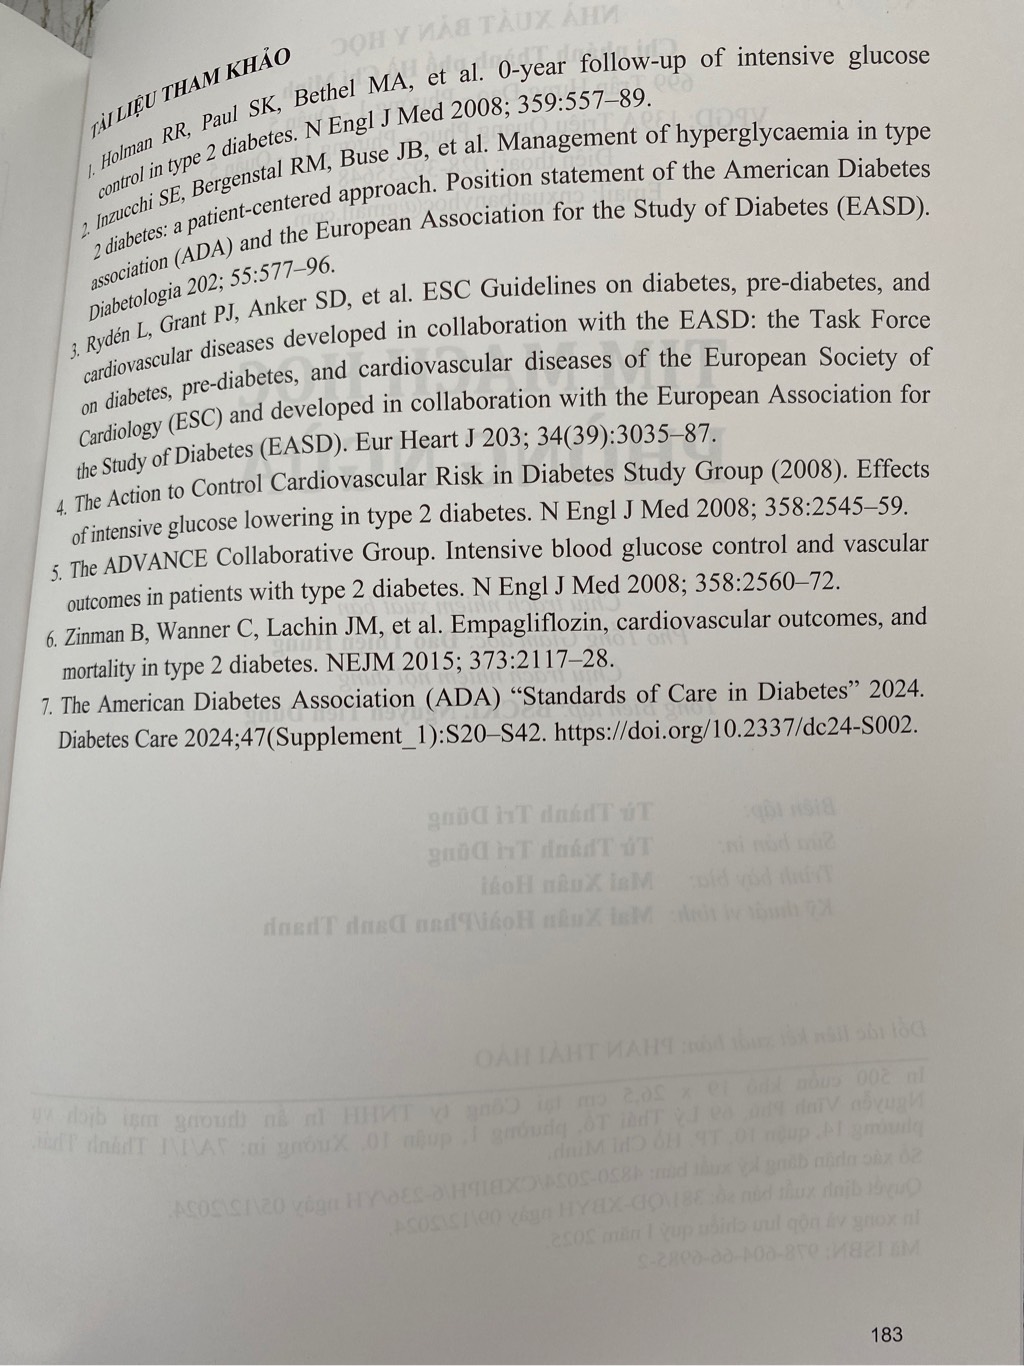 TÀI LIỆU THAM KHẢO
1. Holman RR, Paul SK, Bethel MA, et al. 0-year follow-up of intensive glucose
control in type 2 diabetes. N Engl J Med 2008; 359:557–89.
2. Inzucchi SE, Bergenstal RM, Buse JB, et al. Management of hyperglycaemia in type
2 diabetes: a patient-centered approach. Position statement of the American Diabetes
association (ADA) and the European Association for the Study of Diabetes (EASD).
Diabetologia 202; 55:577–96.
3. Rydén L, Grant PJ, Anker SD, et al. ESC Guidelines on diabetes, pre-diabetes, and
cardiovascular diseases developed in collaboration with the EASD: the Task Force
on diabetes, pre-diabetes, and cardiovascular diseases of the European Society of
Cardiology (ESC) and developed in collaboration with the European Association for
the Study of Diabetes (EASD). Eur Heart J 203; 34(39):3035–87.
4. The Action to Control Cardiovascular Risk in Diabetes Study Group (2008). Effects
of intensive glucose lowering in type 2 diabetes. N Engl J Med 2008; 358:2545–59.
5. The ADVANCE Collaborative Group. Intensive blood glucose control and vascular
outcomes in patients with type 2 diabetes. N Engl J Med 2008; 358:2560–72.
6. Zinman B, Wanner C, Lachin JM, et al. Empagliflozin, cardiovascular outcomes, and
mortality in type 2 diabetes. NEJM 2015; 373:2117–28.
7. The American Diabetes Association (ADA) “Standards of Care in Diabetes” 2024.
Diabetes Care 2024;47(Supplement_1):S20–S42. https://doi.org/10.2337/dc24-S002.
183